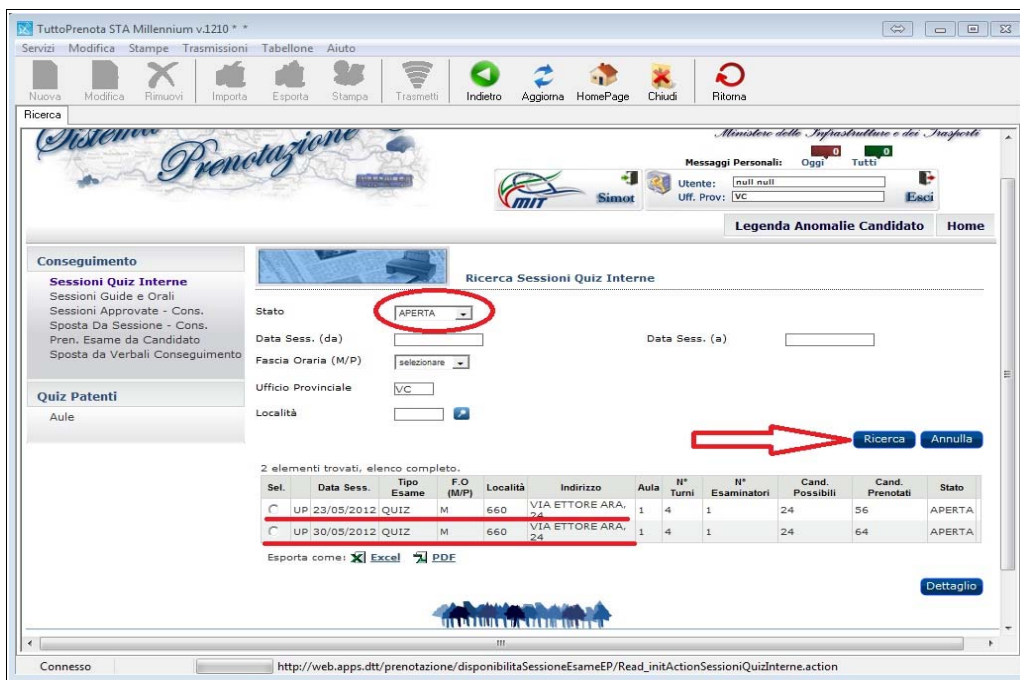 TuttoPrenota STA Millennium v.1210 * *
Servizi Modifica Stampe Trasmissioni Tabellone Aiuto
Nuova Modifica Rimuovi Importa Esporta Stampa Trasmetti Indietro Aggiorna HomePage Chiudi Ritorna
Ricerca
Sistema Prenotazione
Ministero delle Infrastrutture e dei Trasporti
Messaggi Personali: Oggi 0 Tutti 0
MIT Simot
Utente: null null
Uff. Prov: VC
Esci
Legenda Anomalie Candidato Home
Conseguimento
Sessioni Quiz Interne
Sessioni Guide e Orali
Sessioni Approvate - Cons.
Sposta Da Sessione - Cons.
Pren. Esame da Candidato
Sposta da Verbali Conseguimento
Quiz Patenti
Aule
Ricerca Sessioni Quiz Interne
Stato APERTA
Data Sess. (da) Data Sess. (a)
Fascia Oraria (M/P) selezionare
Ufficio Provinciale VC
Località
Ricerca Annulla
2 elementi trovati, elenco completo.
Sel. Data Sess. Tipo Esame F.O (M/P) Località Indirizzo Aula N° Turni N° Esaminatori Cand. Possibili Cand. Prenotati Stato
UP 23/05/2012 QUIZ M 660 VIA ETTORE ARA, 24 1 4 1 24 56 APERTA
UP 30/05/2012 QUIZ M 660 VIA ETTORE ARA, 24 1 4 1 24 64 APERTA
Esporta come: Excel PDF
Dettaglio
Connesso http://web.apps.dtt/prenotazione/disponibilitaSessioneEsameEP/Read_initActionSessioniQuizInterne.action